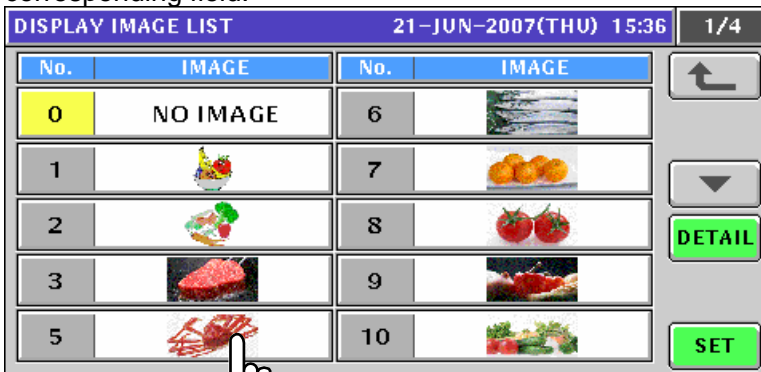 corresponding field.
DISPLAY IMAGE LIST 21-JUN-2007(THU) 15:36 1/4
No. IMAGE No. IMAGE
0 NO IMAGE 6
1 7
2 8
DETAIL
3 9
5 10
SET